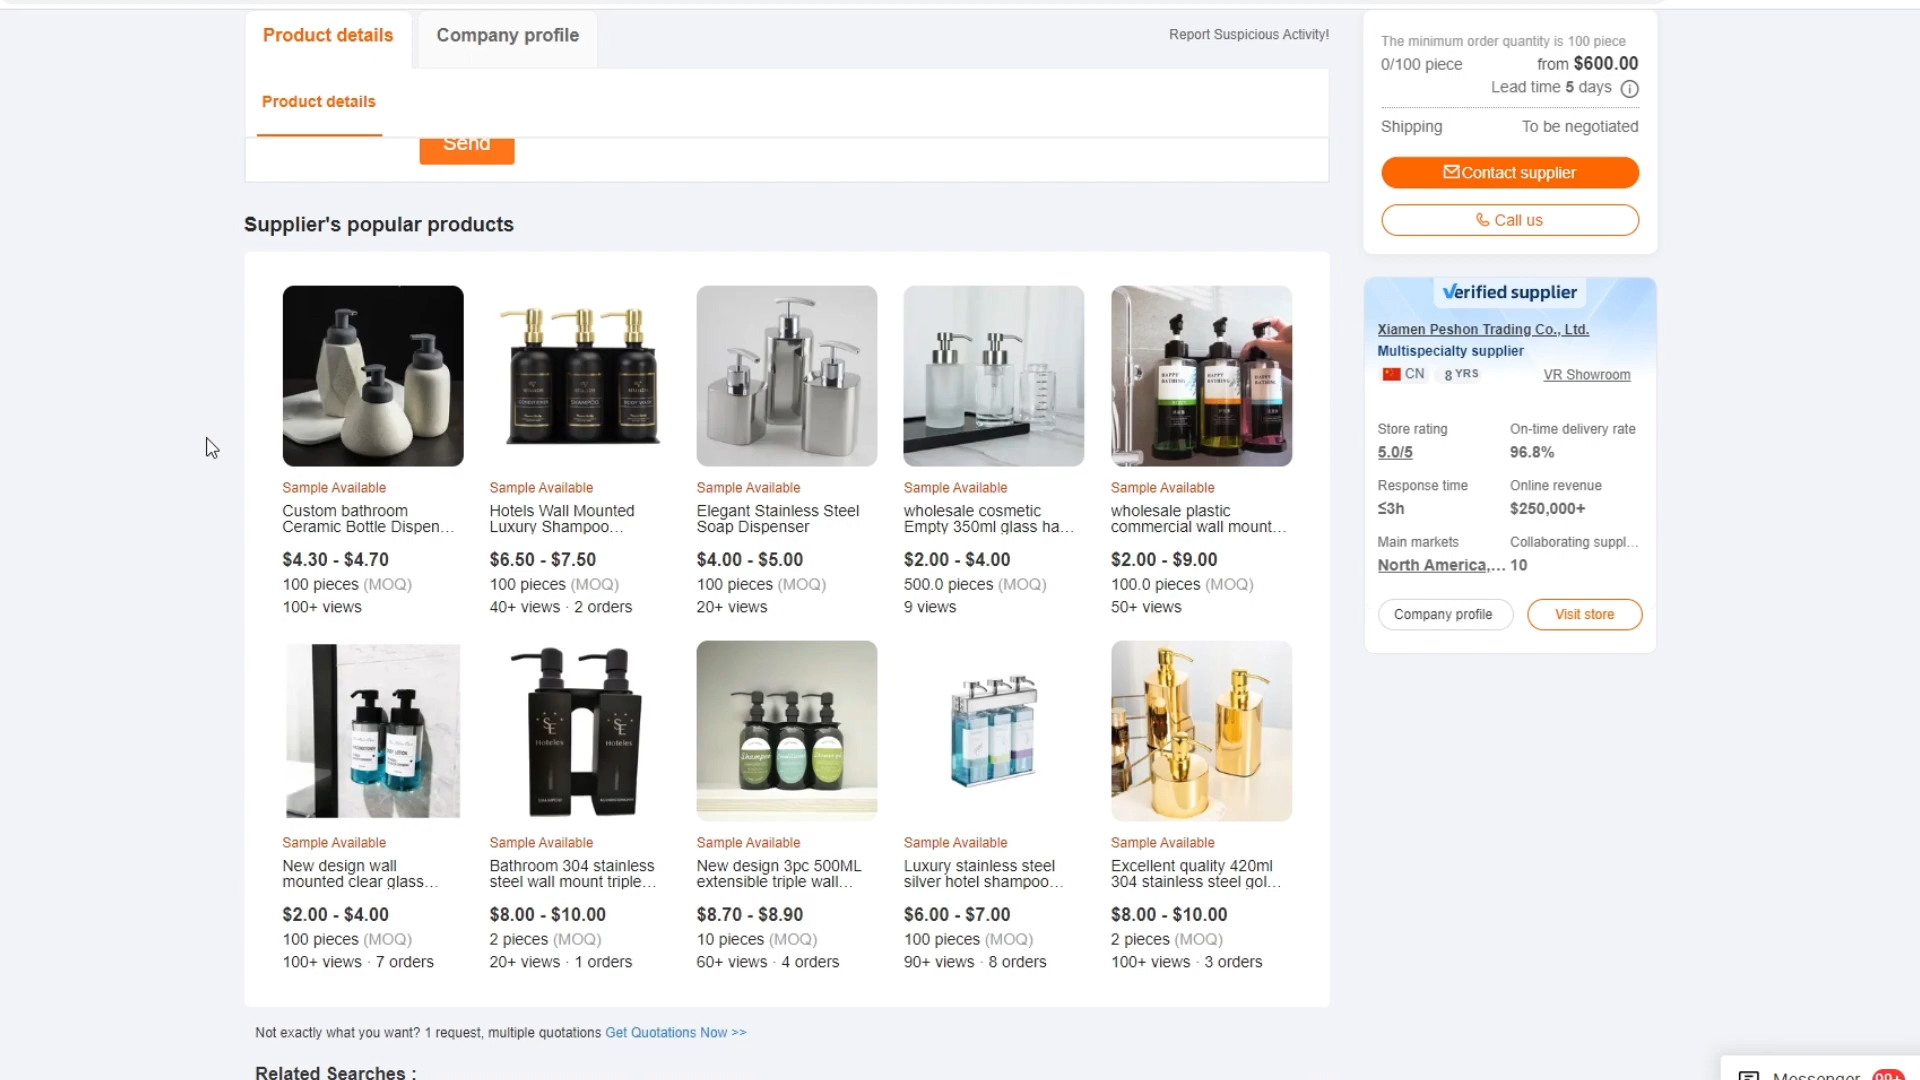 Product details
Company profile
Report Suspicious Activity!
Product details
Send
Supplier's popular products
Sample Available
Custom bathroom
Ceramic Bottle Dispen...
$4.30 - $4.70
100 pieces (MOQ)
100+ views
Sample Available
Hotels Wall Mounted
Luxury Shampoo...
$6.50 - $7.50
100 pieces (MOQ)
40+ views · 2 orders
Sample Available
Elegant Stainless Steel
Soap Dispenser
$4.00 - $5.00
100 pieces (MOQ)
20+ views
Sample Available
wholesale cosmetic
Empty 350ml glass ha...
$2.00 - $4.00
500.0 pieces (MOQ)
9 views
HAPPY
BATHING
HAPPY
BATHING
Sample Available
wholesale plastic
commercial wall mount...
$2.00 - $9.00
100.0 pieces (MOQ)
50+ views
Sample Available
New design wall
mounted clear glass...
$2.00 - $4.00
100 pieces (MOQ)
100+ views · 7 orders
SE
Hoteles
SE
Hoteles
Sample Available
Bathroom 304 stainless
steel wall mount triple...
$8.00 - $10.00
2 pieces (MOQ)
20+ views · 1 orders
Shampoo
Sample Available
New design 3pc 500ML
extensible triple wall...
$8.70 - $8.90
10 pieces (MOQ)
60+ views · 4 orders
Sample Available
Luxury stainless steel
silver hotel shampoo...
$6.00 - $7.00
100 pieces (MOQ)
90+ views · 8 orders
Sample Available
Excellent quality 420ml
304 stainless steel gol...
$8.00 - $10.00
2 pieces (MOQ)
100+ views · 3 orders
Not exactly what you want? 1 request, multiple quotations Get Quotations Now >>
Related Searches :
The minimum order quantity is 100 piece
0/100 piece from $600.00
Lead time 5 days
Shipping To be negotiated
Contact supplier
Call us
Verified supplier
Xiamen Peshon Trading Co., Ltd.
Multispecialty supplier
CN 8 YRS VR Showroom
Store rating On-time delivery rate
5.0/5 96.8%
Response time Online revenue
≤3h $250,000+
Main markets Collaborating suppl...
North America,... 10
Company profile Visit store
Messenger 99+